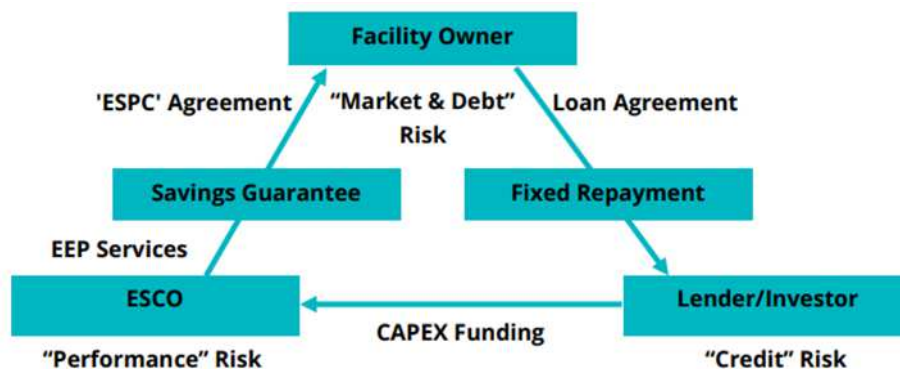 Facility Owner
'ESPC' Agreement
“Market & Debt”
Risk
Loan Agreement
Savings Guarantee
Fixed Repayment
EEP Services
ESCO
Lender/Investor
CAPEX Funding
“Performance” Risk
“Credit” Risk